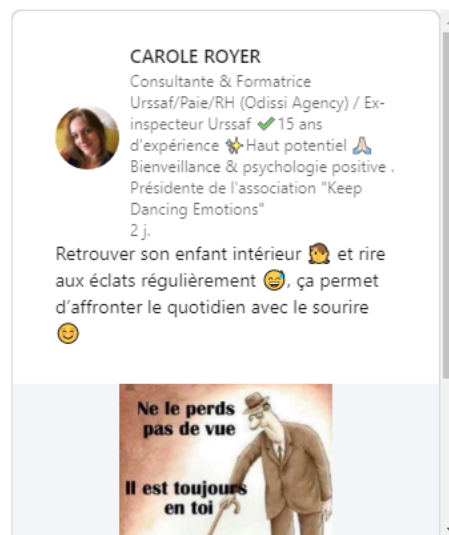 CAROLE ROYER
Consultante & Formatrice
Urssaf/Paie/RH (Odissi Agency) / Ex-
inspecteur Urssaf ✔15 ans
d'expérience ✨Haut potentiel 🙏🏻
Bienveillance & psychologie positive .
Présidente de l'association "Keep
Dancing Emotions"
2 j.
Retrouver son enfant intérieur 👧 et rire
aux éclats régulièrement 😅, ça permet
d’affronter le quotidien avec le sourire
😊
Ne le perds
pas de vue
Il est toujours
en toi